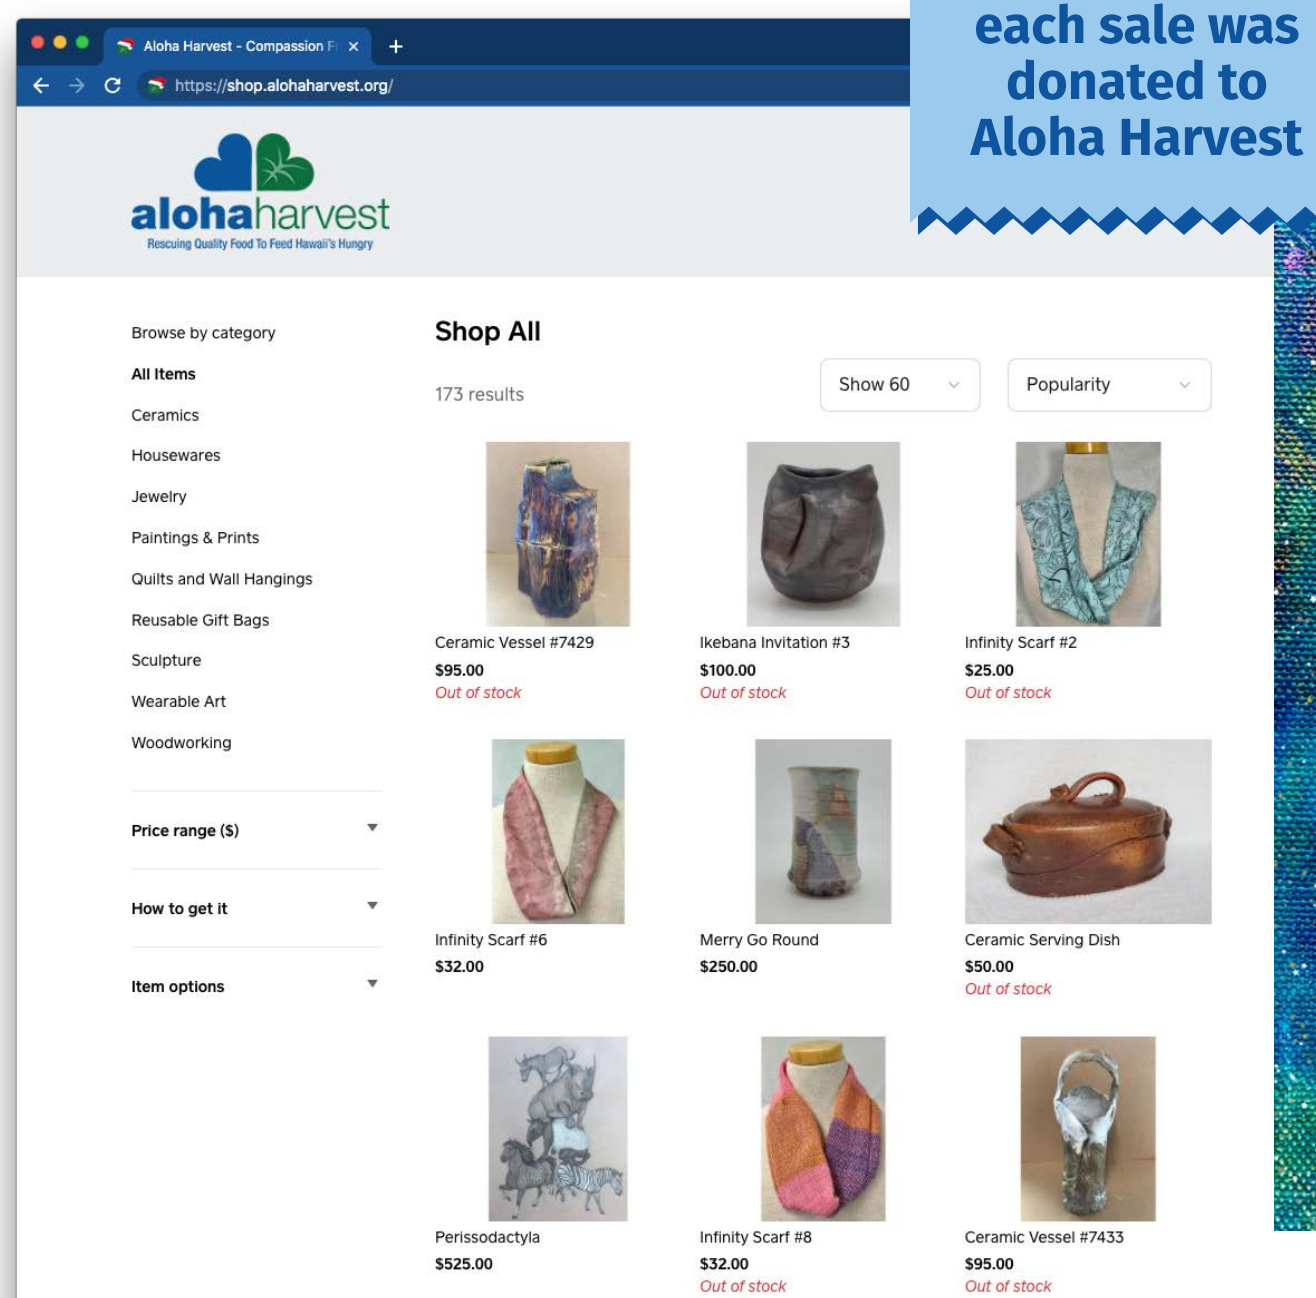 each sale was
donated to
Aloha Harvest
Aloha Harvest - Compassion F
https://shop.alohaharvest.org/
alohaharvest
Rescuing Quality Food To Feed Hawaii's Hungry
Browse by category
All Items
Ceramics
Housewares
Jewelry
Paintings & Prints
Quilts and Wall Hangings
Reusable Gift Bags
Sculpture
Wearable Art
Woodworking
Price range ($)
How to get it
Item options
Shop All
173 results
Show 60
Popularity
Ceramic Vessel #7429
$95.00
Out of stock
Ikebana Invitation #3
$100.00
Out of stock
Infinity Scarf #2
$25.00
Out of stock
Infinity Scarf #6
$32.00
Merry Go Round
$250.00
Ceramic Serving Dish
$50.00
Out of stock
Perissodactyla
$525.00
Infinity Scarf #8
$32.00
Out of stock
Ceramic Vessel #7433
$95.00
Out of stock